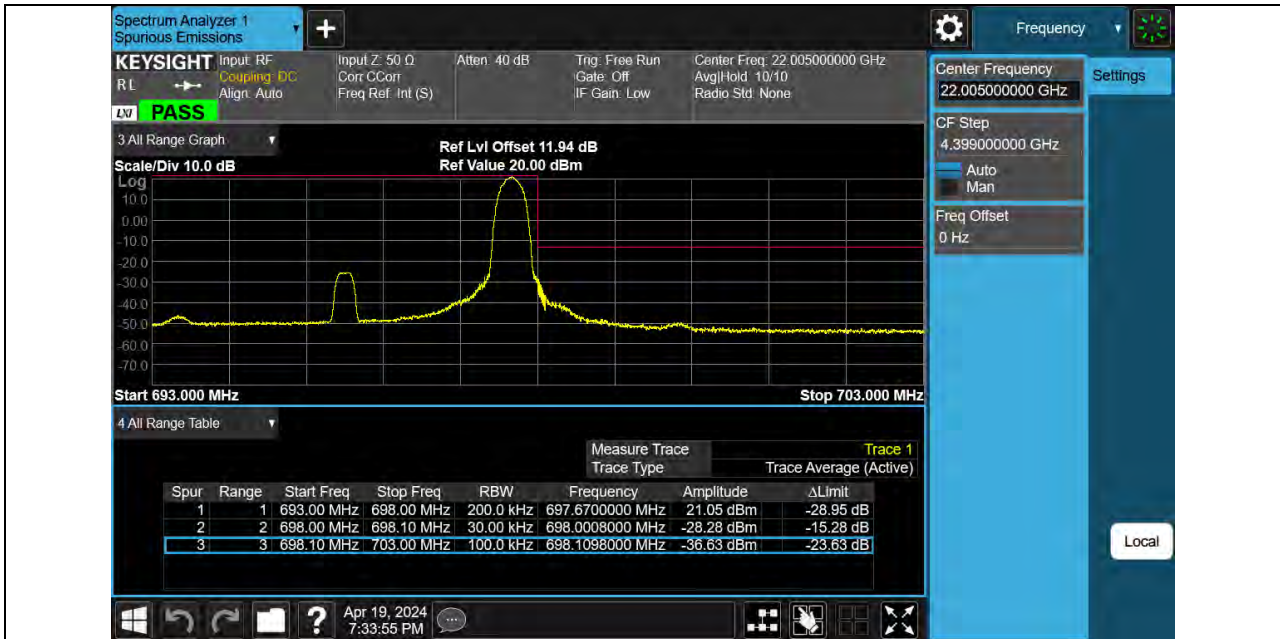 Spectrum Analyzer 1
Spurious Emissions
Frequency
KEYSIGHT Input: RF Input Z: 50 Ω Atten: 40 dB Trig: Free Run Center Freq: 22.005000000 GHz
RL Coupling: DC Corr CCorr Gate: Off Avg|Hold: 10/10
Align: Auto Freq Ref: Int (S) IF Gain: Low Radio Std: None
LXI PASS
3 All Range Graph
Ref Lvl Offset 11.94 dB
Scale/Div 10.0 dB Ref Value 20.00 dBm
Log
10.0
0.00
-10.0
-20.0
-30.0
-40.0
-50.0
-60.0
-70.0
Start 693.000 MHz Stop 703.000 MHz
4 All Range Table
Measure Trace Trace 1
Trace Type Trace Average (Active)
Spur Range Start Freq Stop Freq RBW Frequency Amplitude ΔLimit
1 1 693.00 MHz 698.00 MHz 200.0 kHz 697.6700000 MHz 21.05 dBm -28.95 dB
2 2 698.00 MHz 698.10 MHz 30.00 kHz 698.0008000 MHz -28.28 dBm -15.28 dB
3 3 698.10 MHz 703.00 MHz 100.0 kHz 698.1098000 MHz -36.63 dBm -23.63 dB
Center Frequency
22.005000000 GHz
Settings
CF Step
4.399000000 GHz
Auto
Man
Freq Offset
0 Hz
Local
Apr 19, 2024
7:33:55 PM